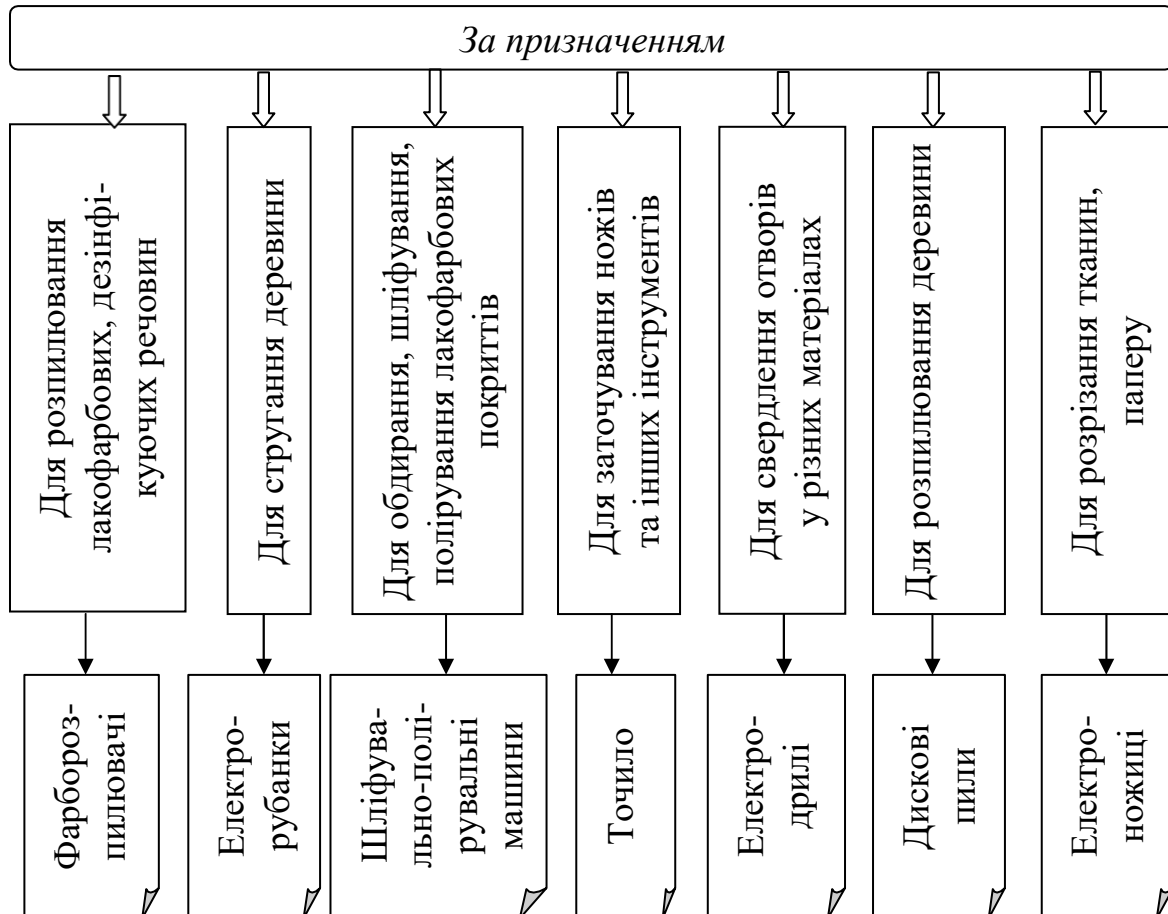 За призначенням
Для розпилювання
лакофарбових, дезінфі-
куючих речовин
Для стругання деревини
Для обдирання, шліфування,
полірування лакофарбових
покриттів
Для заточування ножів
та інших інструментів
Для свердлення отворів
у різних матеріалах
Для розпилювання деревини
Для розрізання тканин,
паперу
Фарбороз-
пилювачі
Електро-
рубанки
Шліфува-
льно-полі-
рувальні
машини
Точило
Електро-
дрилі
Дискові
пили
Електро-
ножиці